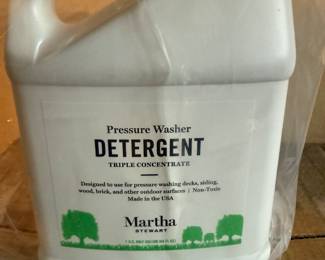 Pressure Washer
DETERGENT
TRIPLE CONCENTRATE
Designed to use for pressure washing decks, siding,
wood, brick, and other outdoor surfaces | Non-Toxic
Made in the USA
Martha
STEWART